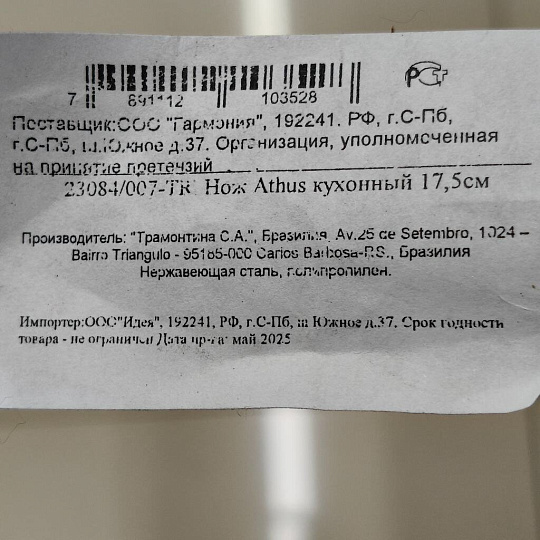 7 891112 103528
РСТ
Поставщик:ООО "Гармония", 192241. РФ, г.С-Пб,
г.С-Пб, ш.Южное д.37. Организация, уполномоченная
на принятие претензий
23084/007-TR Нож Athus кухонный 17,5см
Производитель: "Трамонтина С.А.", Бразилия, Av.25 de Setembro, 1024 –
Bairro Triangulo - 95185-000 Carlos Barbosa-RS., Бразилия
Нержавеющая сталь, полипропилен.
Импортер:ООО"Идея", 192241, РФ, г.С-Пб, ш Южное д.37. Срок годности
товара - не ограничен Дата пр-ва: май 2025